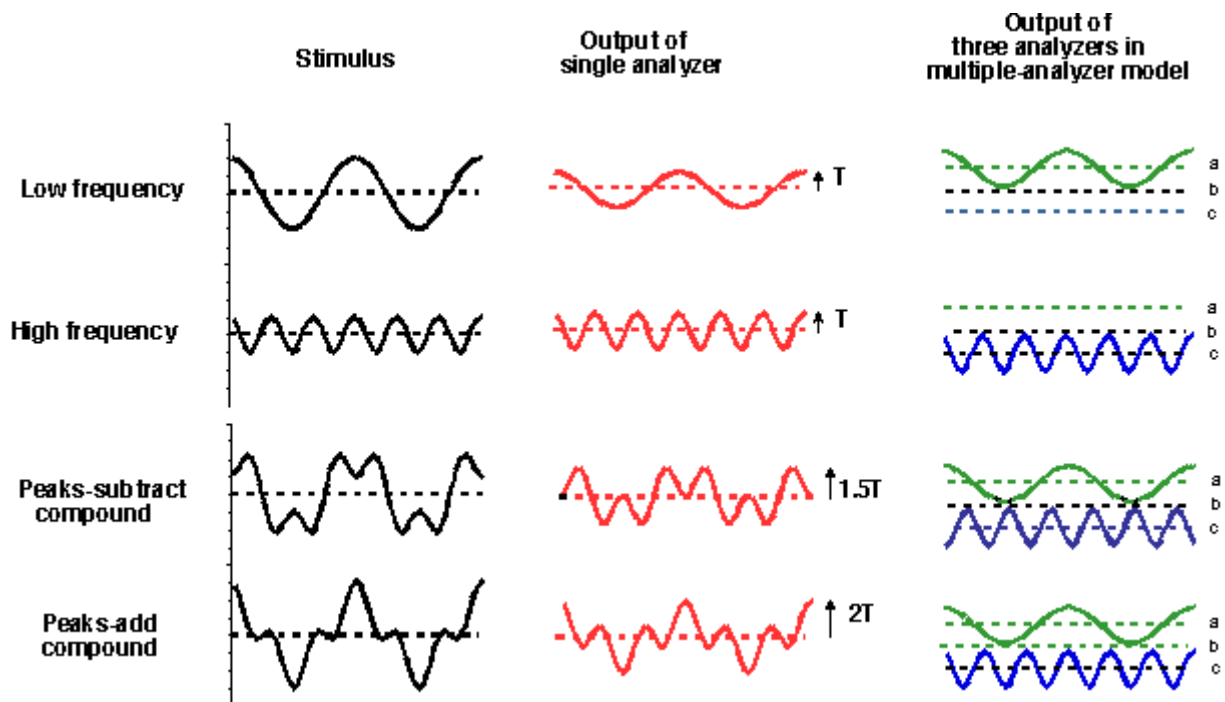 Stimulus
Output of
single analyzer
Output of
three analyzers in
multiple-analyzer model
Low frequency
T
a
b
c
High frequency
T
a
b
c
Peaks-subtract
compound
1.5T
a
b
c
Peaks-add
compound
2T
a
b
c